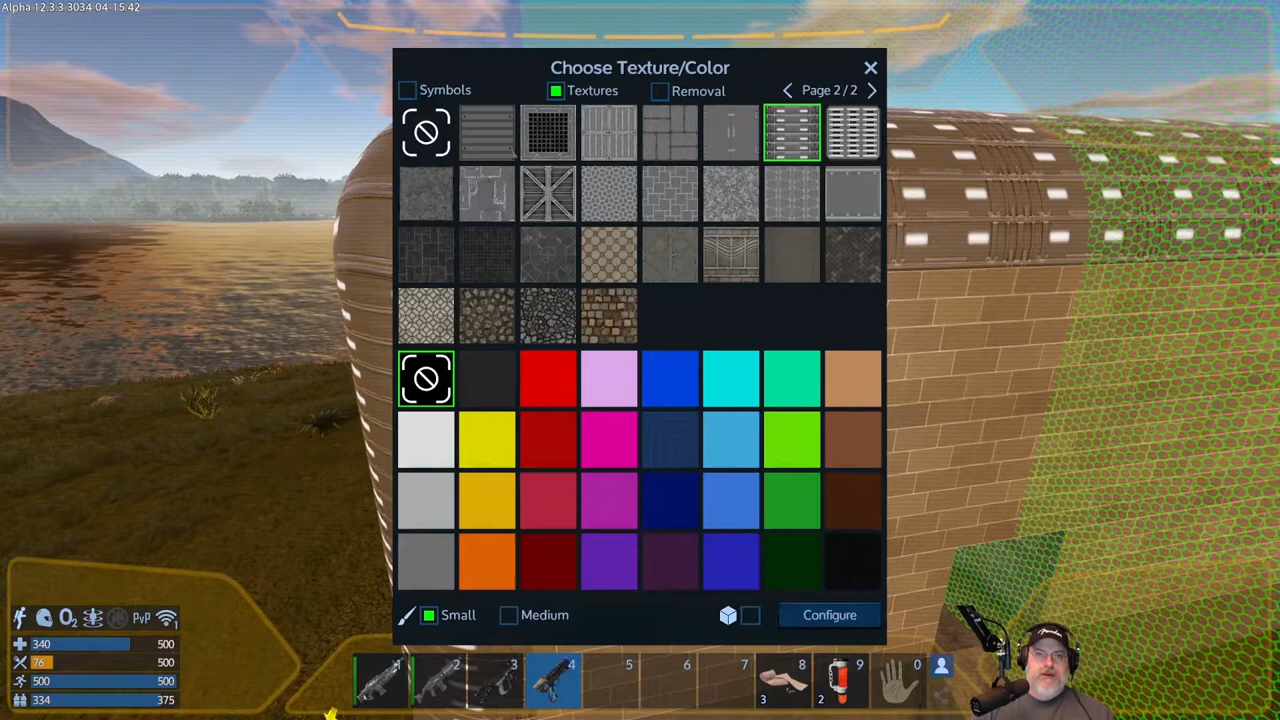 Alpha 12.3.3 3034 04-15:42
Choose Texture/Color
Symbols
Textures
Removal
Page 2 / 2
Small
Medium
Configure
O2
PvP
1
340 500
76 500
500 500
334 375
1 2 3 4 5 6 7 8 9 0
3 2